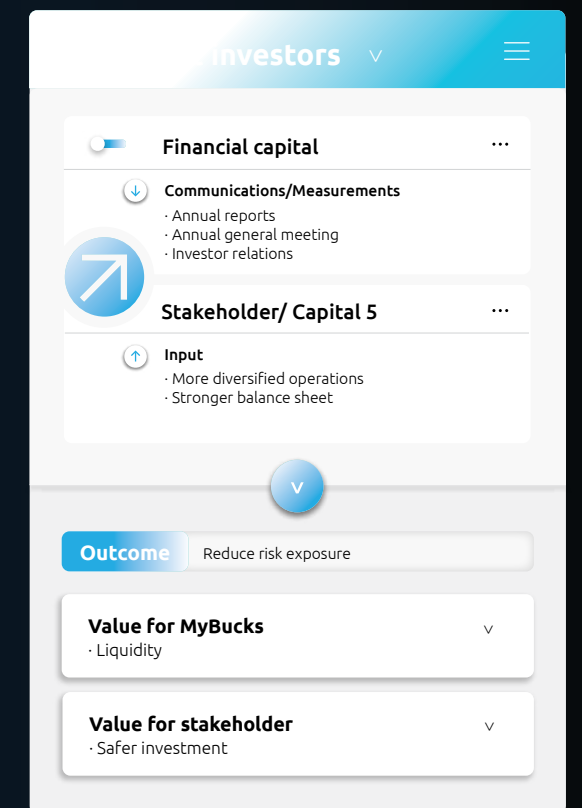 Investors
Financial capital
Communications/Measurements
· Annual reports
· Annual general meeting
· Investor relations
Stakeholder/ Capital 5
Input
· More diversified operations
· Stronger balance sheet
Outcome
Reduce risk exposure
Value for MyBucks
· Liquidity
Value for stakeholder
· Safer investment